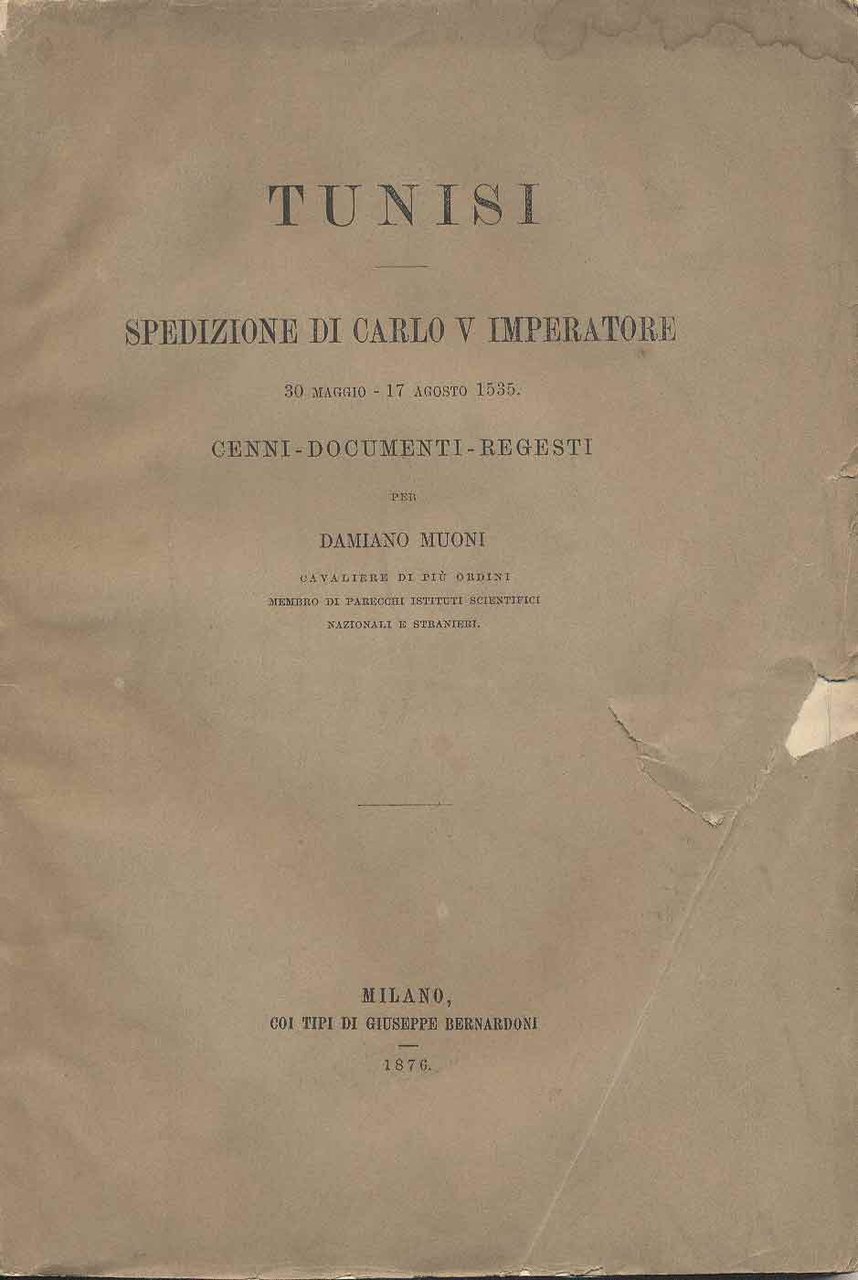 TUNISI
SPEDIZIONE DI CARLO V IMPERATORE
30 MAGGIO - 17 AGOSTO 1535.
CENNI - DOCUMENTI - REGESTI
PER
DAMIANO MUONI
CAVALIERE DI PIÙ ORDINI
MEMBRO DI PARECCHI ISTITUTI SCIENTIFICI
NAZIONALI E STRANIERI.
MILANO,
COI TIPI DI GIUSEPPE BERNARDONI
1876.